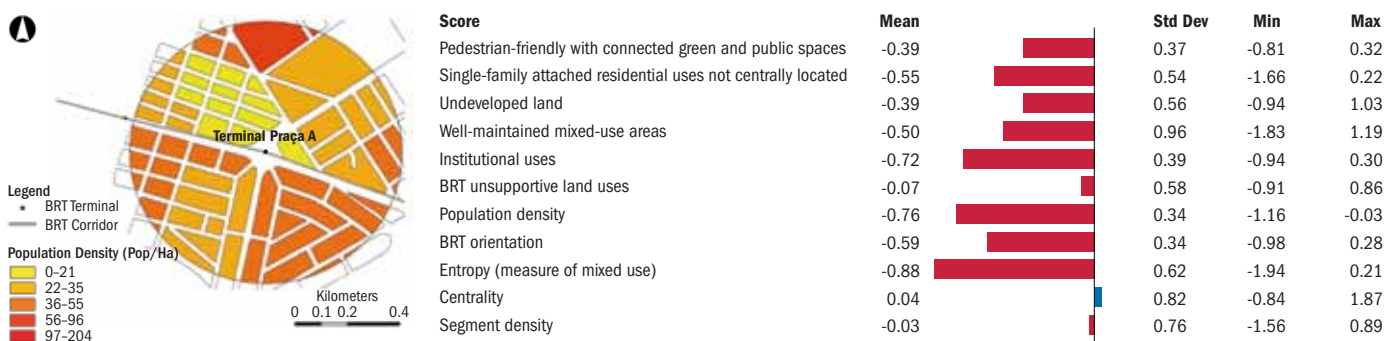 Terminal Praça A
Legend
BRT Terminal
BRT Corridor
Population Density (Pop/Ha)
0–21
22–35
36–55
56–96
97–204
Kilometers
0 0.1 0.2 0.4
Score Mean Std Dev Min Max
Pedestrian-friendly with connected green and public spaces -0.39 0.37 -0.81 0.32
Single-family attached residential uses not centrally located -0.55 0.54 -1.66 0.22
Undeveloped land -0.39 0.56 -0.94 1.03
Well-maintained mixed-use areas -0.50 0.96 -1.83 1.19
Institutional uses -0.72 0.39 -0.94 0.30
BRT unsupportive land uses -0.07 0.58 -0.91 0.86
Population density -0.76 0.34 -1.16 -0.03
BRT orientation -0.59 0.34 -0.98 0.28
Entropy (measure of mixed use) -0.88 0.62 -1.94 0.21
Centrality 0.04 0.82 -0.84 1.87
Segment density -0.03 0.76 -1.56 0.89